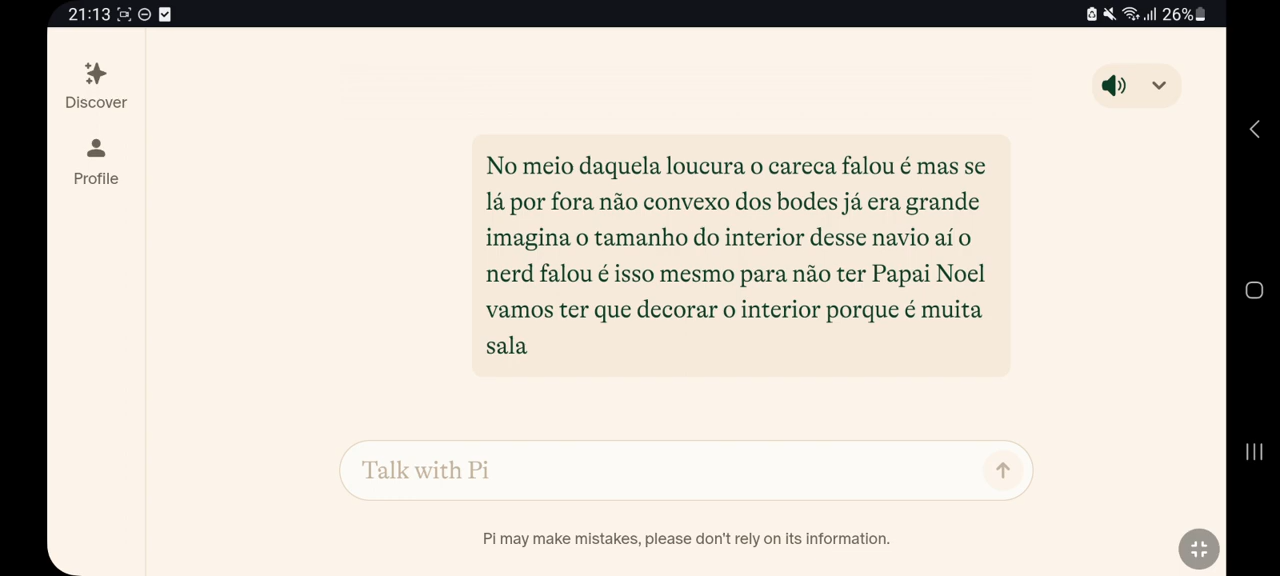 21:13
26%
Discover
Profile
No meio daquela loucura o careca falou é mas se
lá por fora não convexo dos bodes já era grande
imagina o tamanho do interior desse navio aí o
nerd falou é isso mesmo para não ter Papai Noel
vamos ter que decorar o interior porque é muita
sala
Talk with Pi
Pi may make mistakes, please don't rely on its information.